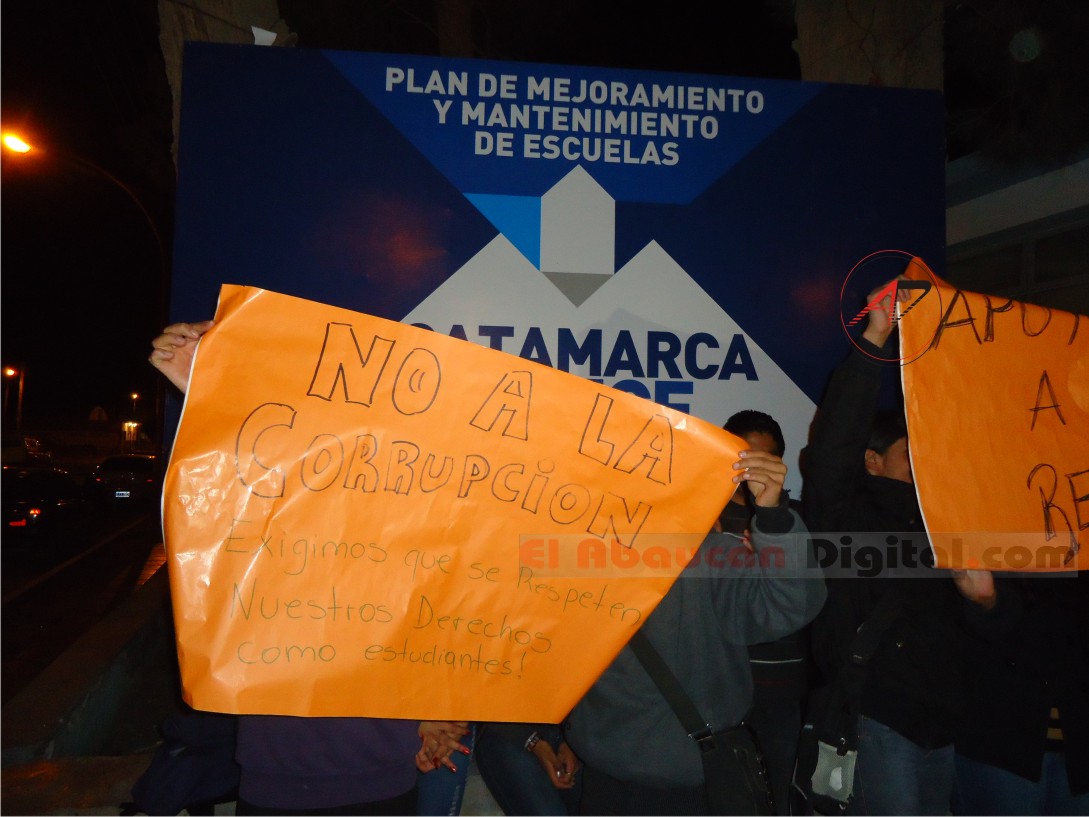 PLAN DE MEJORAMIENTO
Y MANTENIMIENTO
DE ESCUELAS
CATAMARCA
NO A LA
CORRUPCION
Exigimos que se Respeten
Nuestros Derechos
como estudiantes!
A
El Abaucan Digital.com